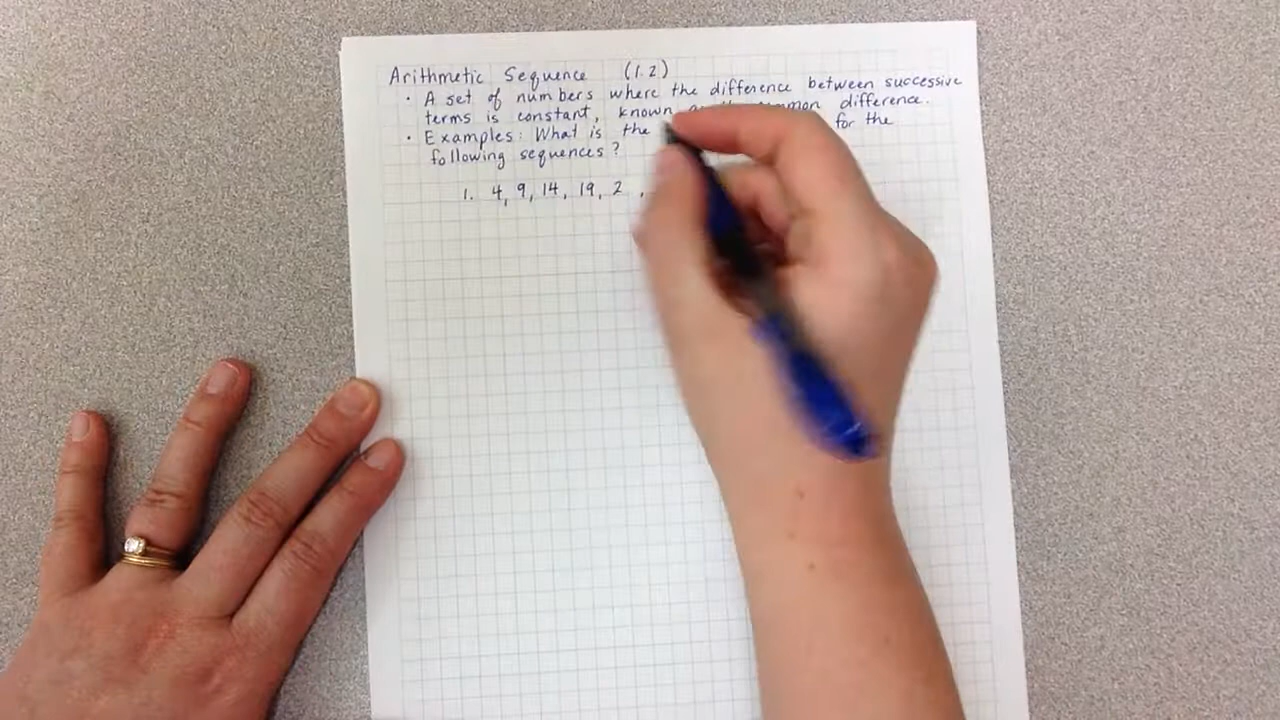 Arithmetic Sequence (1.2)
• A set of numbers where the difference between successive
terms is constant, known difference.
• Examples: What is the for the
following sequences?
1. 4, 9, 14, 19, 2 ,